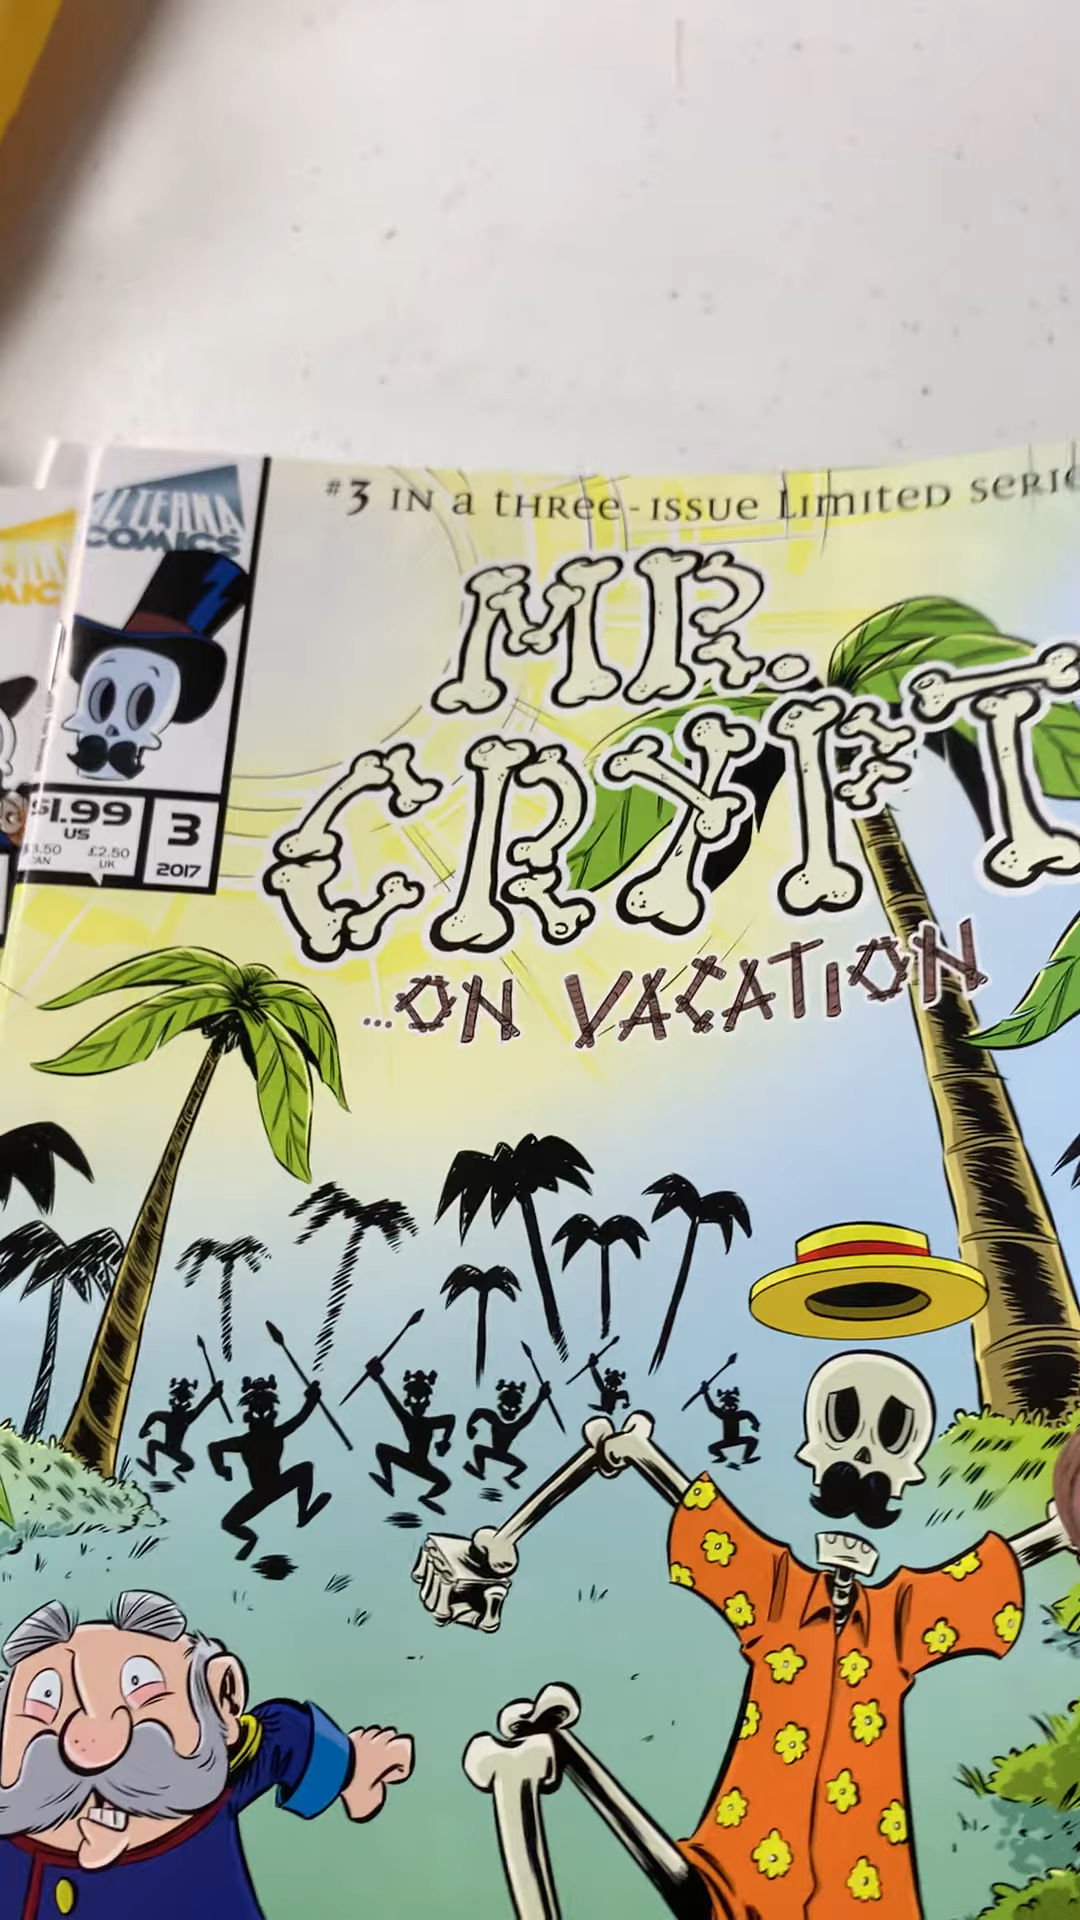 #3 IN a tHRee-ISSUe LImIteD SERI
ALTERNA
COMICS
MR.
CRYPT
...ON VACATION
$1.99
US
£2.50
UK
3
2017